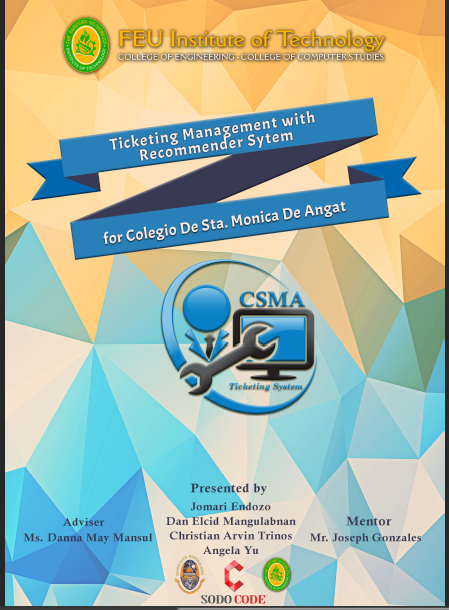 FEU Institute of Technology
COLLEGE OF ENGINEERING - COLLEGE OF COMPUTER STUDIES
Ticketing Management with
Recommender Sytem
for Colegio De Sta. Monica De Angat
CSMA
Ticketing System
Presented by
Jomari Endozo
Dan Elcid Mangulabnan
Christian Arvin Trinos
Angela Yu
Adviser
Ms. Danna May Mansul
Mentor
Mr. Joseph Gonzales
SODO CODE